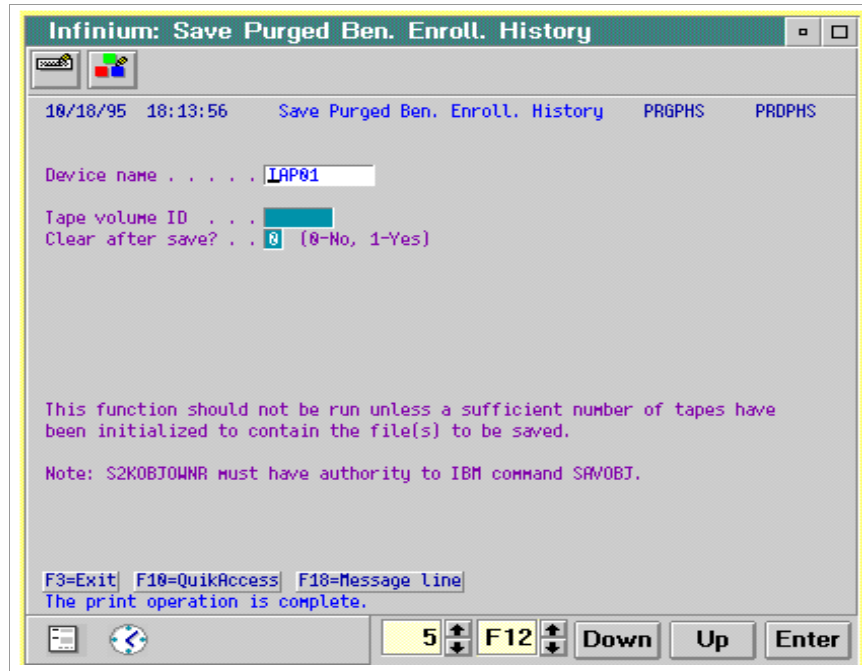 Infinium: Save Purged Ben. Enroll. History
10/18/95 18:13:56 Save Purged Ben. Enroll. History PRGPHS PRDPHS
Device name . . . . . TAP01
Tape volume ID . . .
Clear after save? . . 0 (0-No, 1-Yes)
This function should not be run unless a sufficient number of tapes have
been initialized to contain the file(s) to be saved.
Note: S2KOBJOWNR must have authority to IBM command SAVOBJ.
F3=Exit F10=QuikAccess F18=Message line
The print operation is complete.
5 F12 Down Up Enter